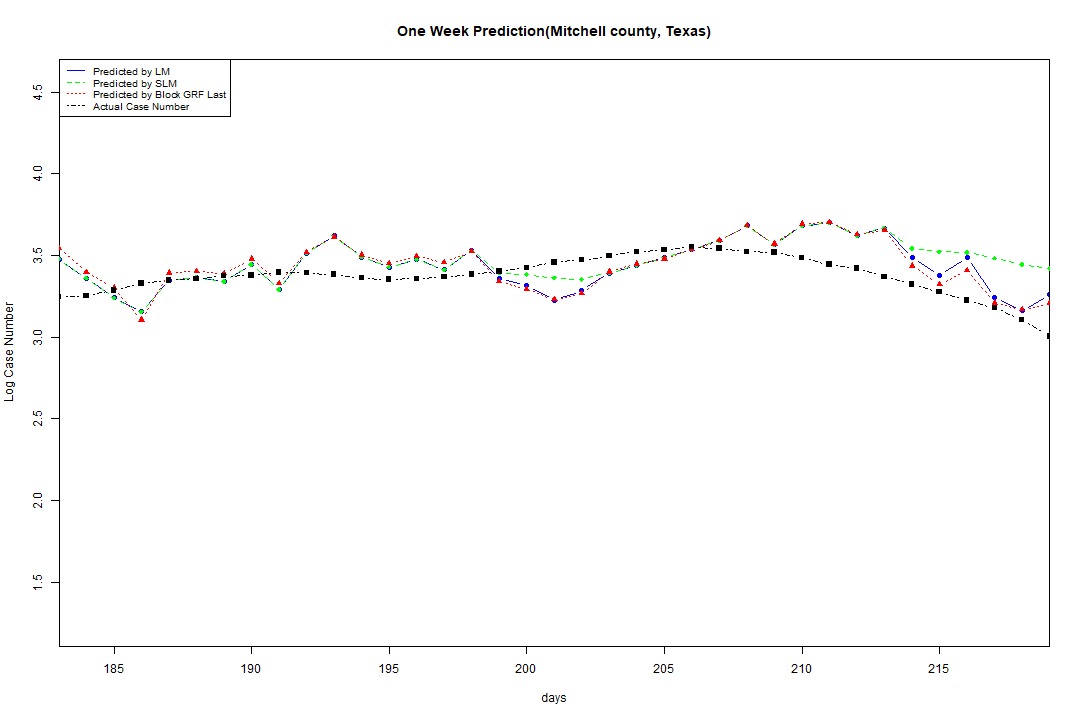 One Week Prediction(Mitchell county, Texas)
Predicted by LM
Predicted by SLM
Predicted by Block GRF Last
Actual Case Number
4.5
4.0
3.5
3.0
2.5
2.0
1.5
Log Case Number
185 190 195 200 205 210 215
days